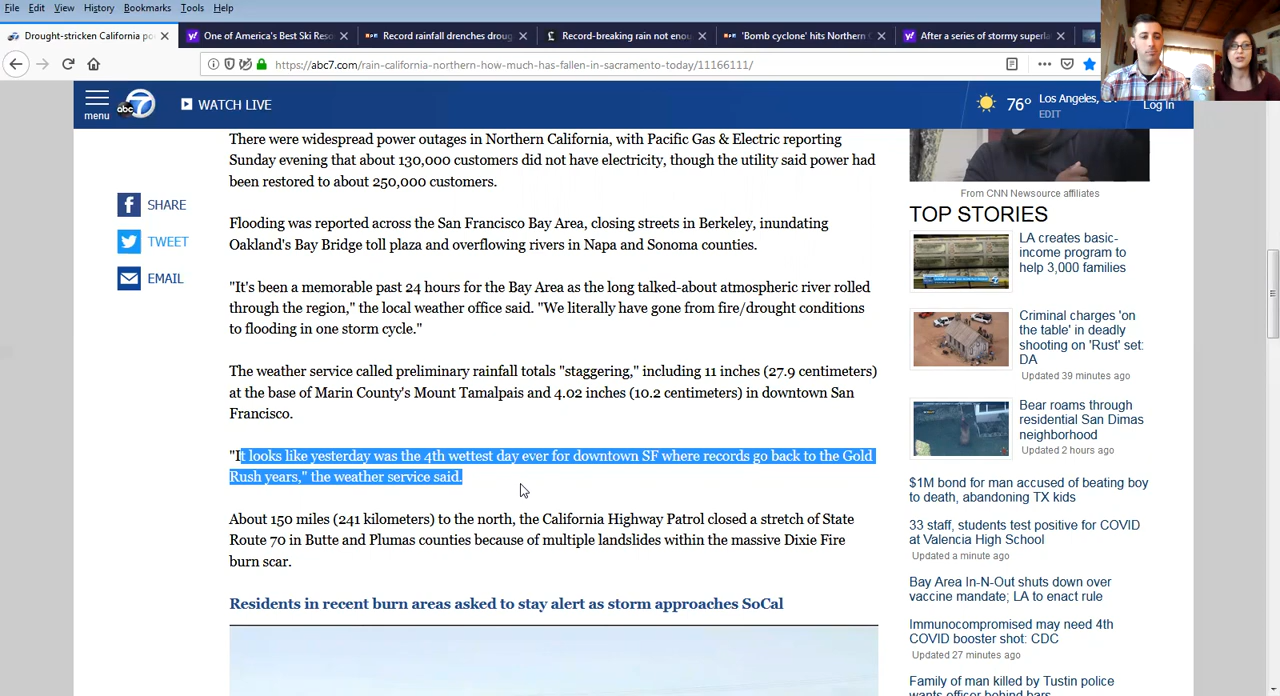 File Edit View History Bookmarks Tools Help
Drought-stricken California po
One of America's Best Ski Reso
Record rainfall drenches droug
Record-breaking rain not enou
'Bomb cyclone' hits Northern
After a series of stormy superla
https://abc7.com/rain-california-northern-how-much-has-fallen-in-sacramento-today/11166111/
menu
abc 7
WATCH LIVE
76°
Los Angeles,
EDIT
Log In
There were widespread power outages in Northern California, with Pacific Gas & Electric reporting
Sunday evening that about 130,000 customers did not have electricity, though the utility said power had
been restored to about 250,000 customers.
SHARE
TWEET
EMAIL
Flooding was reported across the San Francisco Bay Area, closing streets in Berkeley, inundating
Oakland's Bay Bridge toll plaza and overflowing rivers in Napa and Sonoma counties.
"It's been a memorable past 24 hours for the Bay Area as the long talked-about atmospheric river rolled
through the region," the local weather office said. "We literally have gone from fire/drought conditions
to flooding in one storm cycle."
The weather service called preliminary rainfall totals "staggering," including 11 inches (27.9 centimeters)
at the base of Marin County's Mount Tamalpais and 4.02 inches (10.2 centimeters) in downtown San
Francisco.
"It looks like yesterday was the 4th wettest day ever for downtown SF where records go back to the Gold
Rush years," the weather service said.
About 150 miles (241 kilometers) to the north, the California Highway Patrol closed a stretch of State
Route 70 in Butte and Plumas counties because of multiple landslides within the massive Dixie Fire
burn scar.
Residents in recent burn areas asked to stay alert as storm approaches SoCal
From CNN Newsource affiliates
TOP STORIES
LA creates basic-
income program to
help 3,000 families
Criminal charges 'on
the table' in deadly
shooting on 'Rust' set:
DA
Updated 39 minute ago
Bear roams through
residential San Dimas
neighborhood
Updated 2 hours ago
$1M bond for man accused of beating boy
to death, abandoning TX kids
33 staff, students test positive for COVID
at Valencia High School
Updated a minute ago
Bay Area In-N-Out shuts down over
vaccine mandate; LA to enact rule
Immunocompromised may need 4th
COVID booster shot: CDC
Updated 27 minute ago
Family of man killed by Tustin police
wants officer behind bars